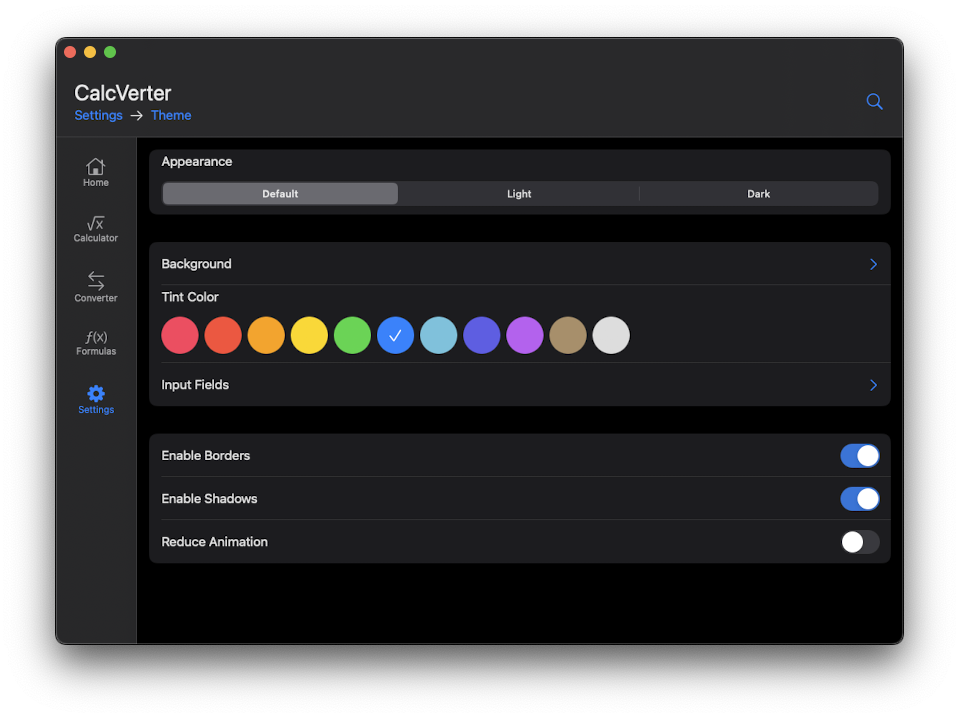 CalcVerter
Settings → Theme
Home
√x
Calculator
Converter
f(x)
Formulas
Settings
Appearance
Default Light Dark
Background
Tint Color
Input Fields
Enable Borders
Enable Shadows
Reduce Animation